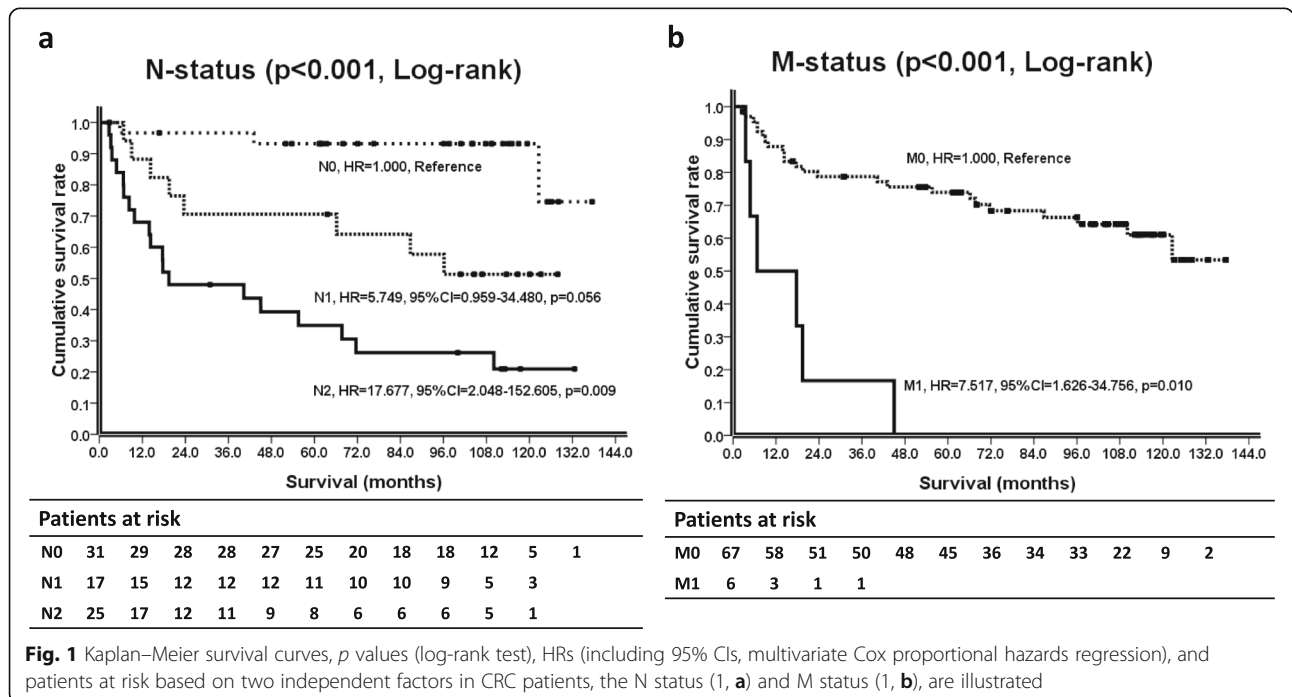 a
N-status (p<0.001, Log-rank)
Cumulative survival rate
1.0
0.9
0.8
0.7
0.6
0.5
0.4
0.3
0.2
0.1
0.0
N0, HR=1.000, Reference
N1, HR=5.749, 95%CI=0.959-34.480, p=0.056
N2, HR=17.677, 95%CI=2.048-152.605, p=0.009
0.0 12.0 24.0 36.0 48.0 60.0 72.0 84.0 96.0 108.0 120.0 132.0 144.0
Survival (months)
Patients at risk
N0 31 29 28 28 27 25 20 18 18 12 5 1
N1 17 15 12 12 12 11 10 10 9 5 3
N2 25 17 12 11 9 8 6 6 6 5 1
b
M-status (p<0.001, Log-rank)
Cumulative survival rate
1.0
0.9
0.8
0.7
0.6
0.5
0.4
0.3
0.2
0.1
0.0
M0, HR=1.000, Reference
M1, HR=7.517, 95%CI=1.626-34.756, p=0.010
0.0 12.0 24.0 36.0 48.0 60.0 72.0 84.0 96.0 108.0 120.0 132.0 144.0
Survival (months)
Patients at risk
M0 67 58 51 50 48 45 36 34 33 22 9 2
M1 6 3 1 1
Fig. 1 Kaplan–Meier survival curves, p values (log-rank test), HRs (including 95% CIs, multivariate Cox proportional hazards regression), and
patients at risk based on two independent factors in CRC patients, the N status (1, a) and M status (1, b), are illustrated